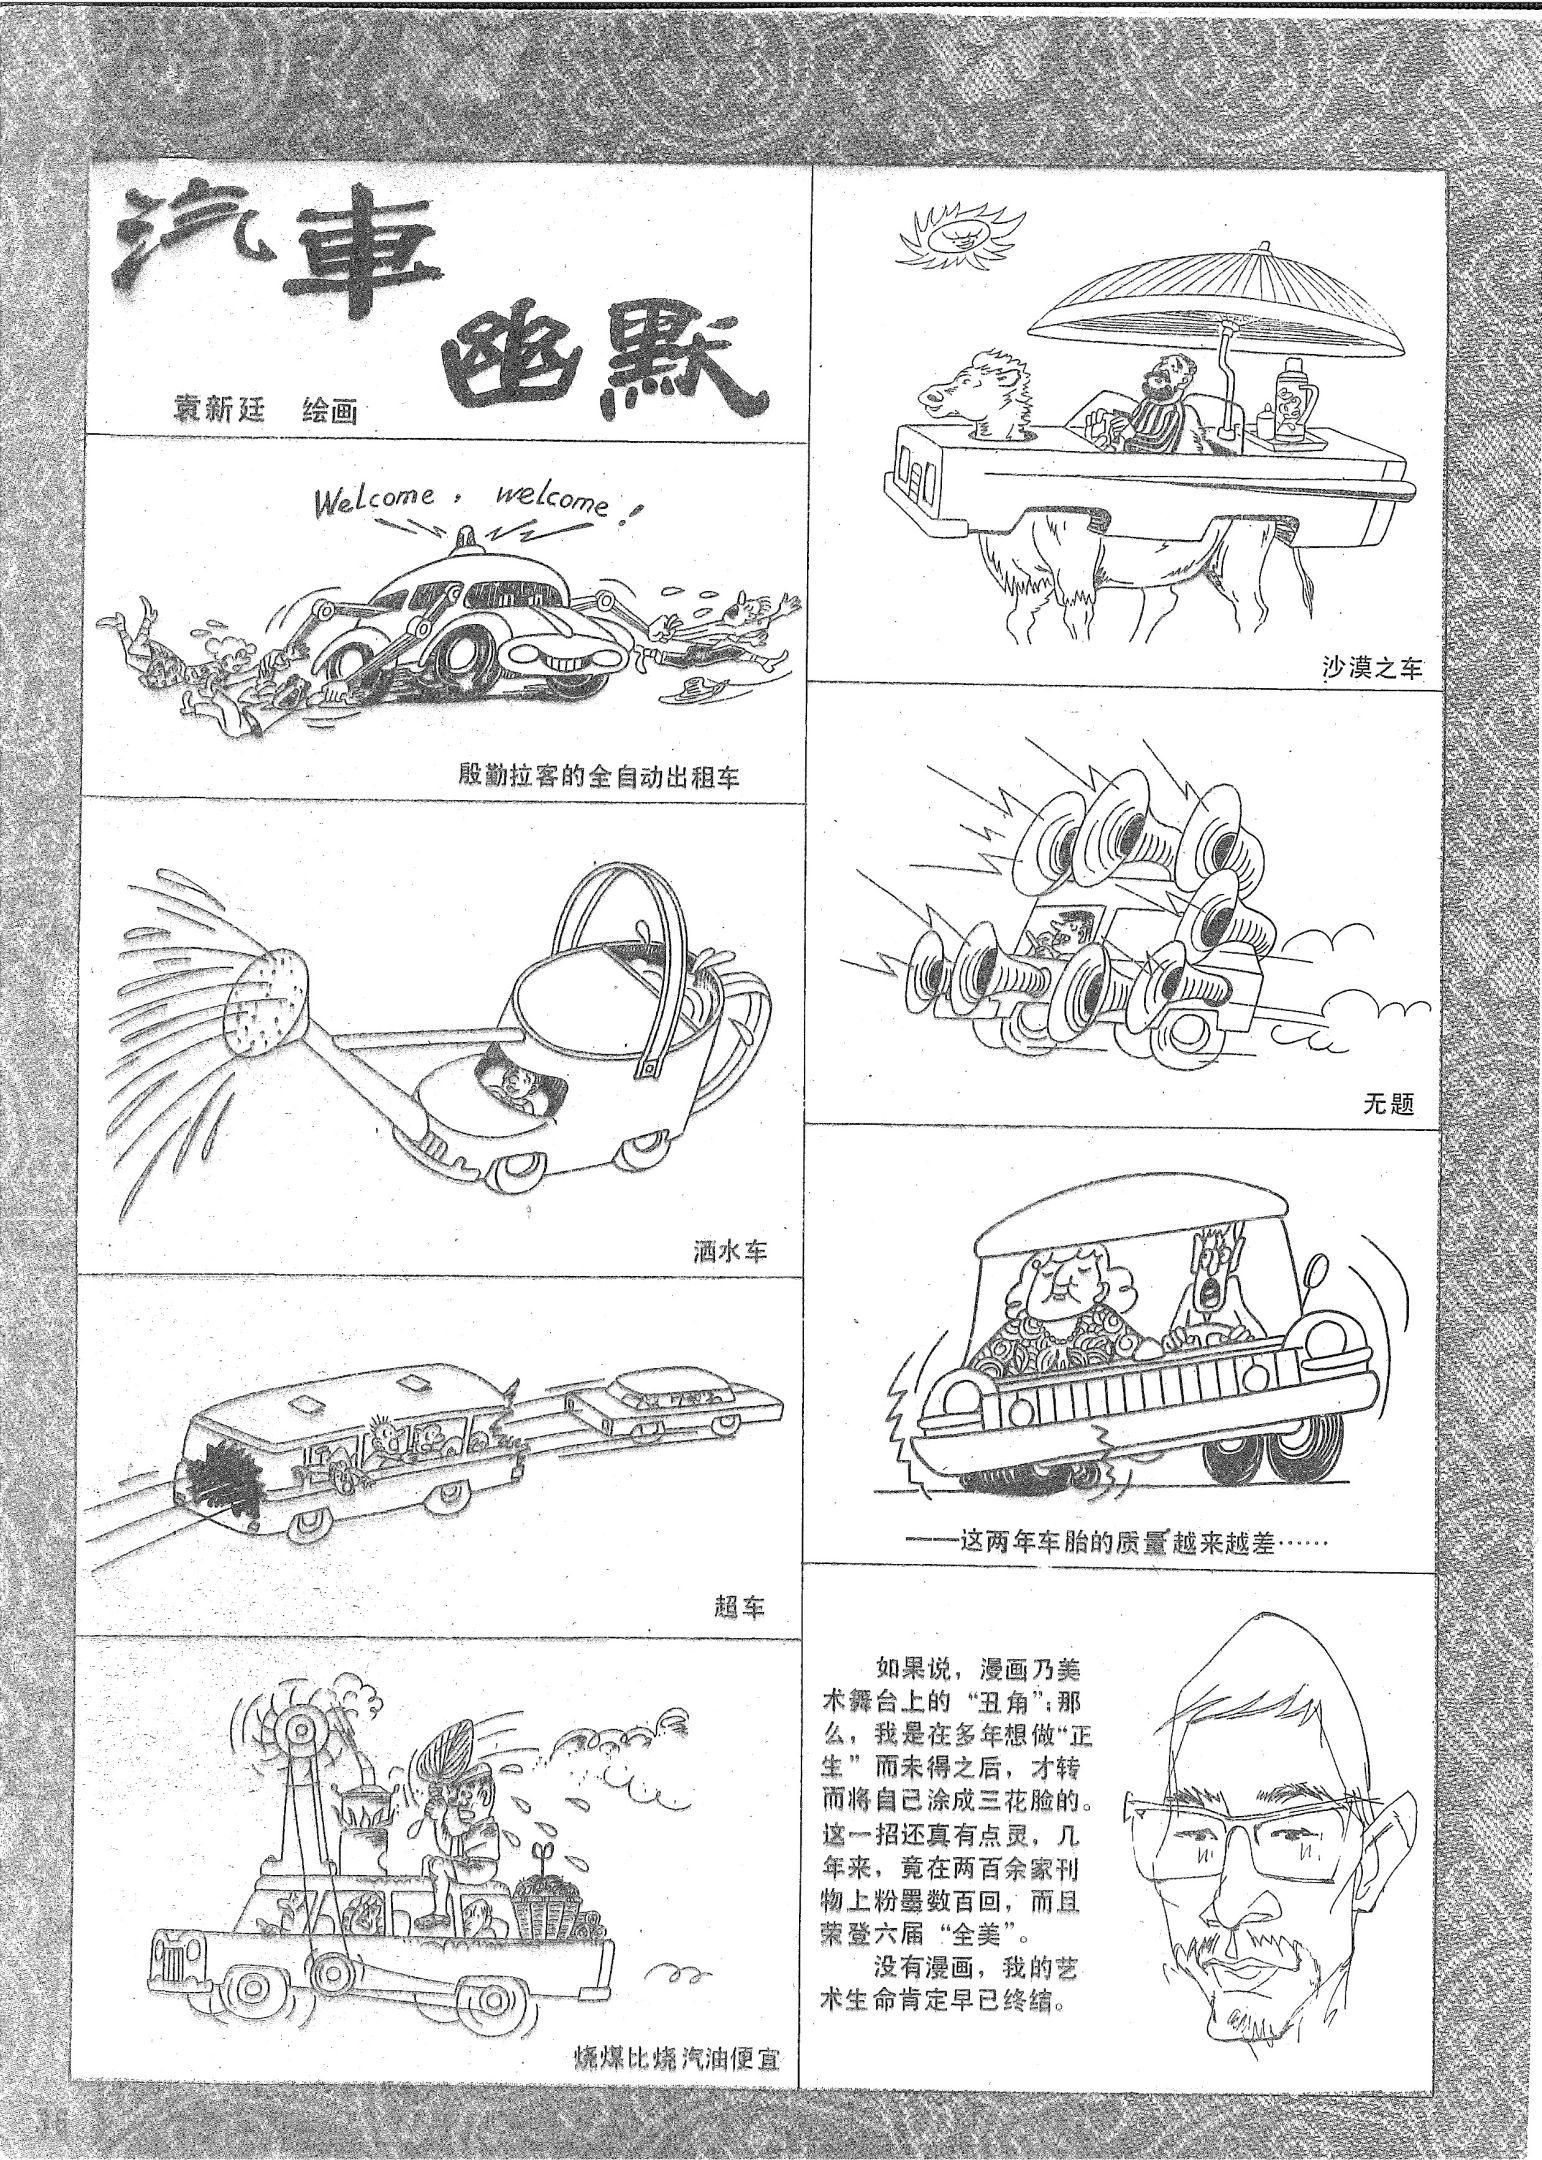 汽車
幽默
袁新廷 绘画
Welcome, welcome!
殷勤拉客的全自动出租车
洒水车
超车
烧煤比烧汽油便宜
沙漠之车
无题
——这两年车胎的质量越来越差……
如果说，漫画乃美
术舞台上的“丑角”；那
么，我是在多年想做“正
生”而未得之后，才转
而将自己涂成三花脸的。
这一招还真有点灵，几
年来，竟在两百余家刊
物上粉墨数百回，而且
荣登六届“全美”。
没有漫画，我的艺
术生命肯定早已终结。